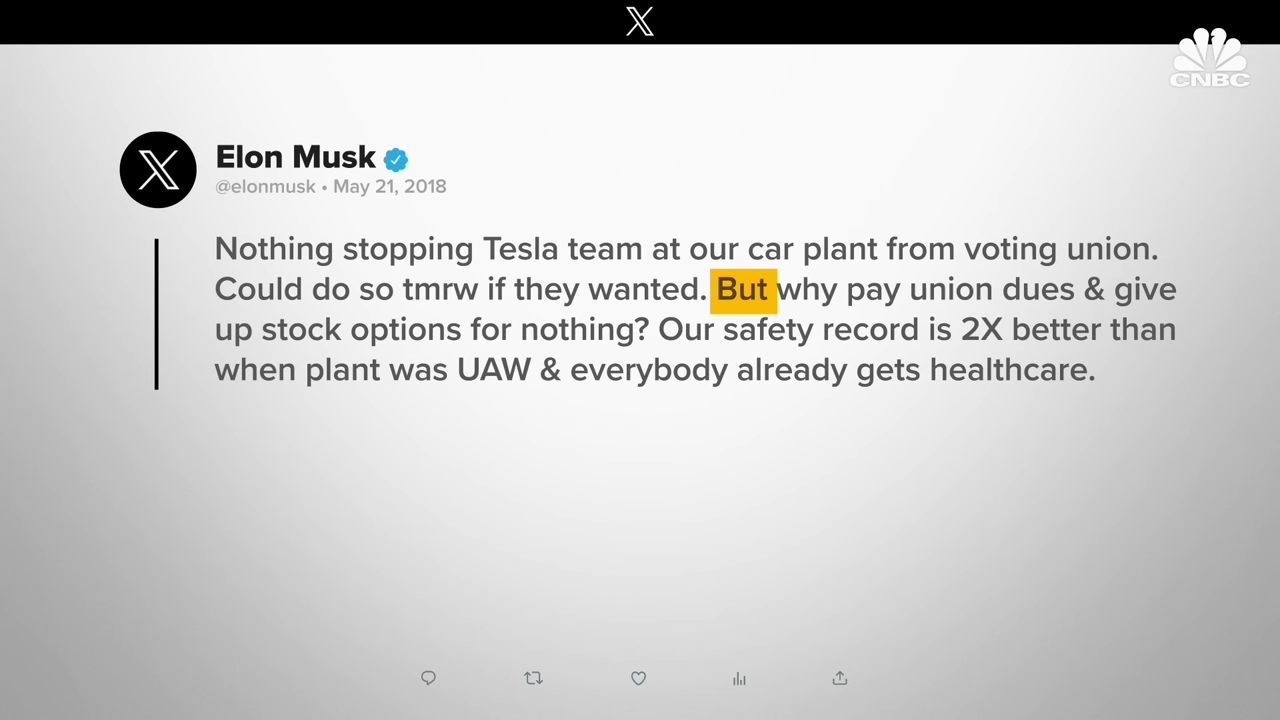 X
CNBC
X
Elon Musk
@elonmusk • May 21, 2018
Nothing stopping Tesla team at our car plant from voting union.
Could do so tmrw if they wanted. But why pay union dues & give
up stock options for nothing? Our safety record is 2X better than
when plant was UAW & everybody already gets healthcare.